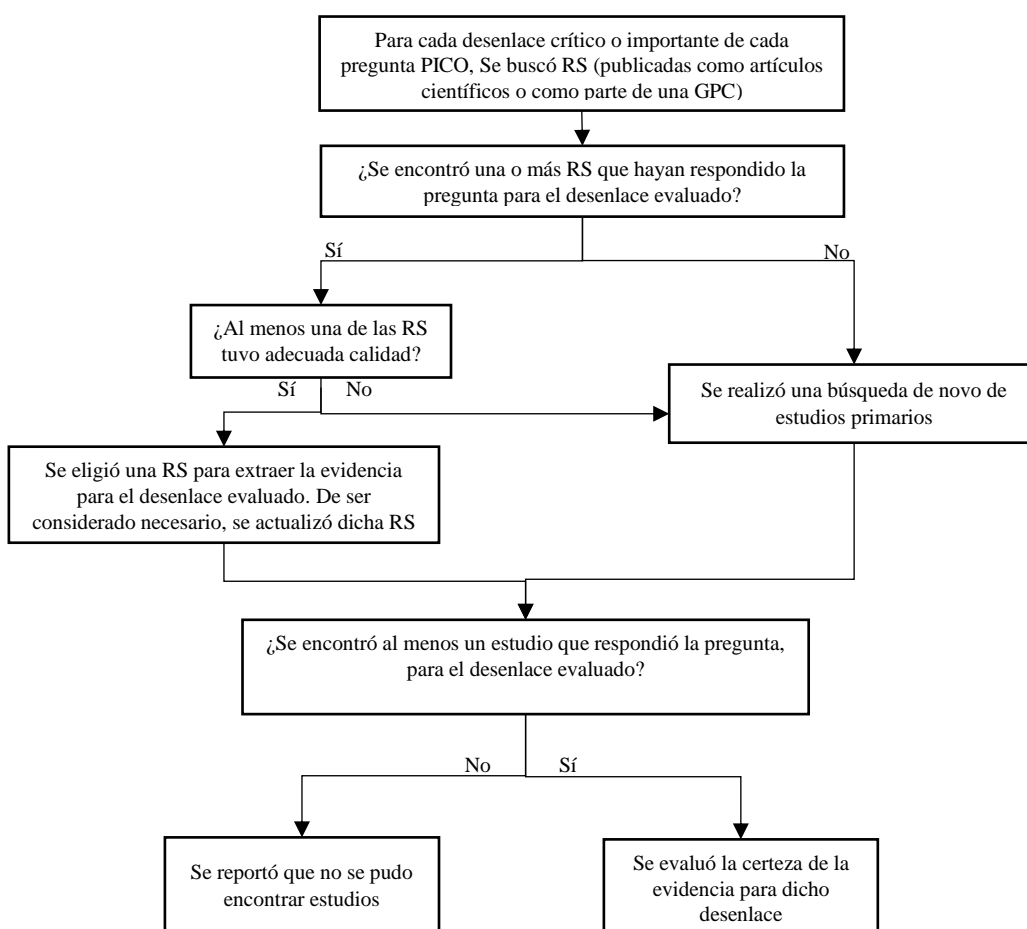 Para cada desenlace crítico o importante de cada
pregunta PICO, Se buscó RS (publicadas como artículos
científicos o como parte de una GPC)
¿Se encontró una o más RS que hayan respondido la
pregunta para el desenlace evaluado?
Sí
No
¿Al menos una de las RS
tuvo adecuada calidad?
Sí
No
Se realizó una búsqueda de novo de
estudios primarios
Se eligió una RS para extraer la evidencia
para el desenlace evaluado. De ser
considerado necesario, se actualizó dicha RS
¿Se encontró al menos un estudio que respondió la pregunta,
para el desenlace evaluado?
No
Sí
Se reportó que no se pudo
encontrar estudios
Se evaluó la certeza de la
evidencia para dicho
desenlace